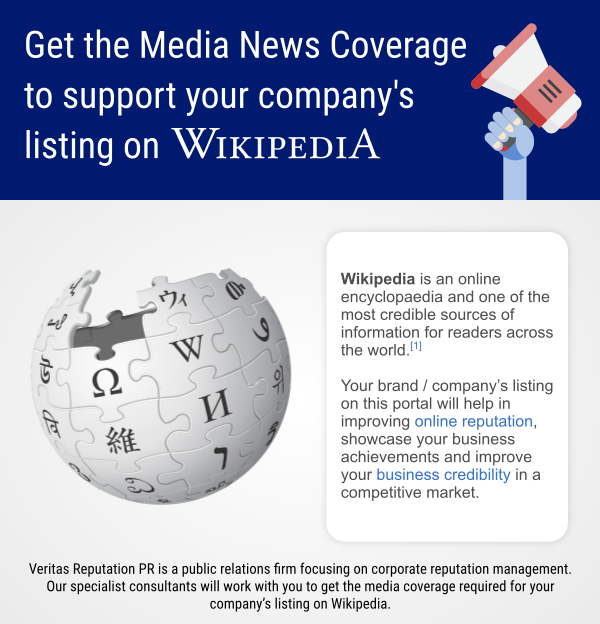 Get the Media News Coverage
to support your company's
listing on WIKIPEDIA
ウィ
W
Ω
И
維
Wikipedia is an online
encyclopaedia and one of the
most credible sources of
information for readers across
the world.[1]
Your brand / company's listing
on this portal will help in
improving online reputation,
showcase your business
achievements and improve
your business credibility in a
competitive market.
Veritas Reputation PR is a public relations firm focusing on corporate reputation management.
Our specialist consultants will work with you to get the media coverage required for your
company's listing on Wikipedia.